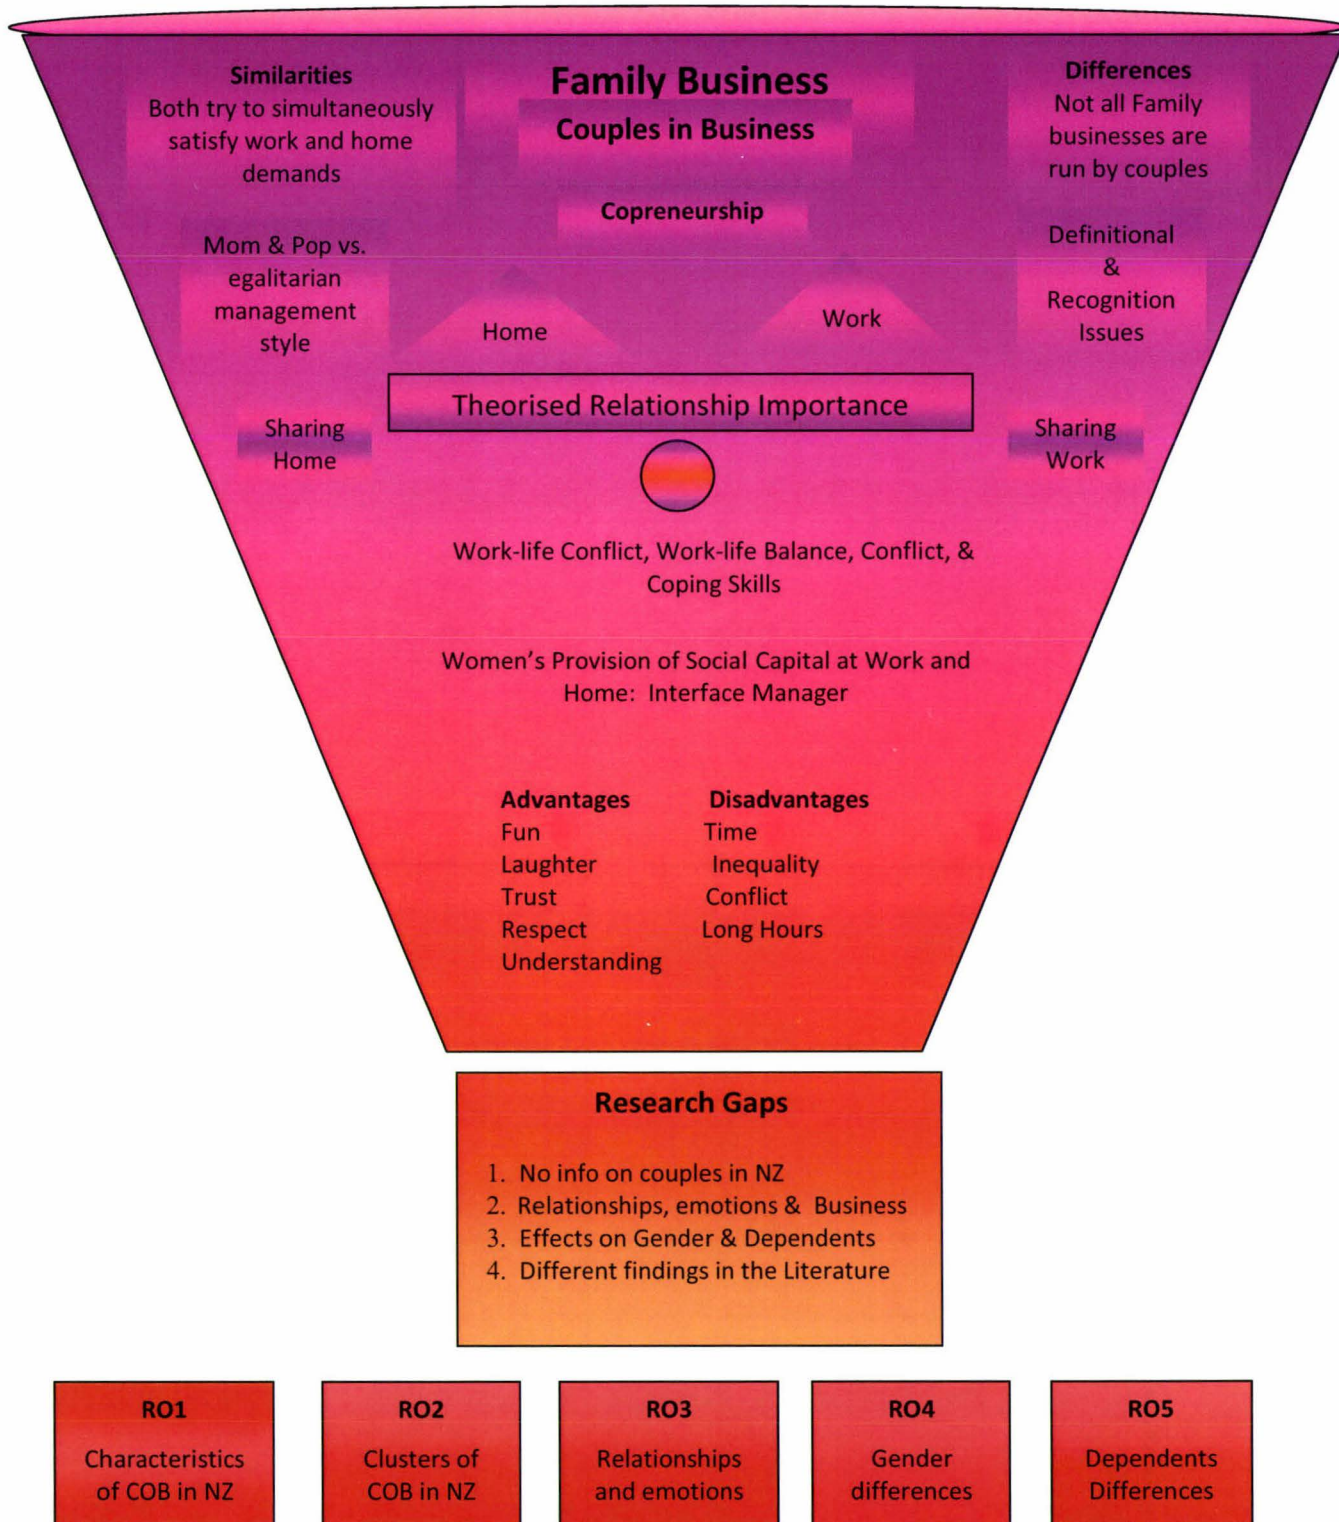 Similarities
Both try to simultaneously
satisfy work and home
demands
Family Business
Couples in Business
Copreneurship
Differences
Not all Family
businesses are
run by couples
Mom & Pop vs.
egalitarian
management
style
Home
Work
Definitional
&
Recognition
Issues
Theorised Relationship Importance
Sharing
Home
Sharing
Work
Work-life Conflict, Work-life Balance, Conflict, &
Coping Skills
Women's Provision of Social Capital at Work and
Home: Interface Manager
Advantages
Fun
Laughter
Trust
Respect
Understanding
Disadvantages
Time
Inequality
Conflict
Long Hours
Research Gaps
1. No info on couples in NZ
2. Relationships, emotions & Business
3. Effects on Gender & Dependents
4. Different findings in the Literature
RO1
Characteristics
of COB in NZ
RO2
Clusters of
COB in NZ
RO3
Relationships
and emotions
RO4
Gender
differences
RO5
Dependents
Differences